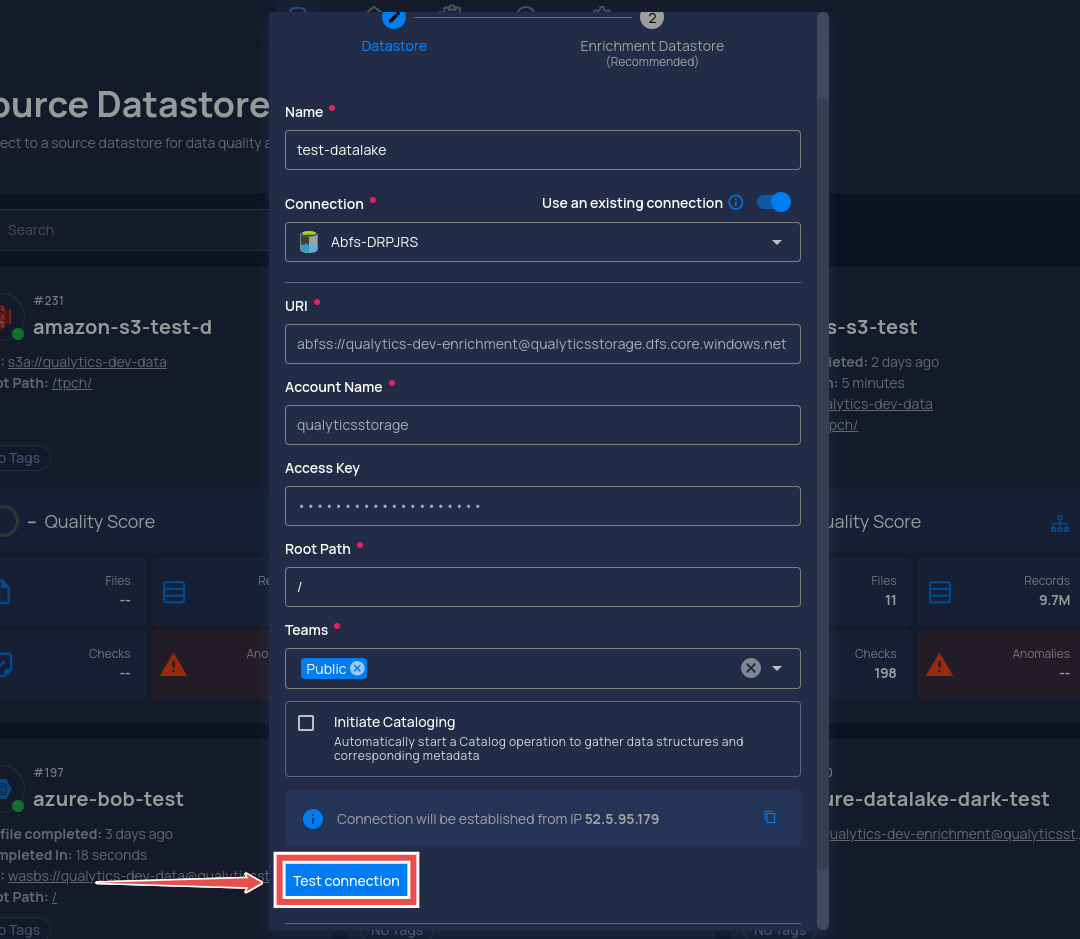 2
Datastore
Enrichment Datastore
(Recommended)
ource Datastore
ect to a source datastore for data quality a
Search
#231
amazon-s3-test-d
: s3a://qualytics-dev-data
ot Path: /tpch/
o Tags
– Quality Score
Files
--
Re
Checks
--
Ano
#197
azure-bob-test
file completed: 3 days ago
mpleted In: 18 seconds
: wasbs://qualytics-dev-data@qualyticsst
ot Path: /
o Tags
Name
test-datalake
Connection
Use an existing connection
Abfs-DRPJRS
URI
abfss://qualytics-dev-enrichment@qualyticsstorage.dfs.core.windows.net
Account Name
qualyticsstorage
Access Key
•••••••••••••••••••
Root Path
/
Teams
Public
Initiate Cataloging
Automatically start a Catalog operation to gather data structures and
corresponding metadata
Connection will be established from IP 52.5.95.179
Test connection
No Tags
s-s3-test
leted: 2 days ago
n: 5 minutes
alytics-dev-data
pch/
uality Score
Files
11
Records
9.7M
Checks
198
Anomalies
--
0
ure-datalake-dark-test
ualytics-dev-enrichment@qualyticsst...
No Tags